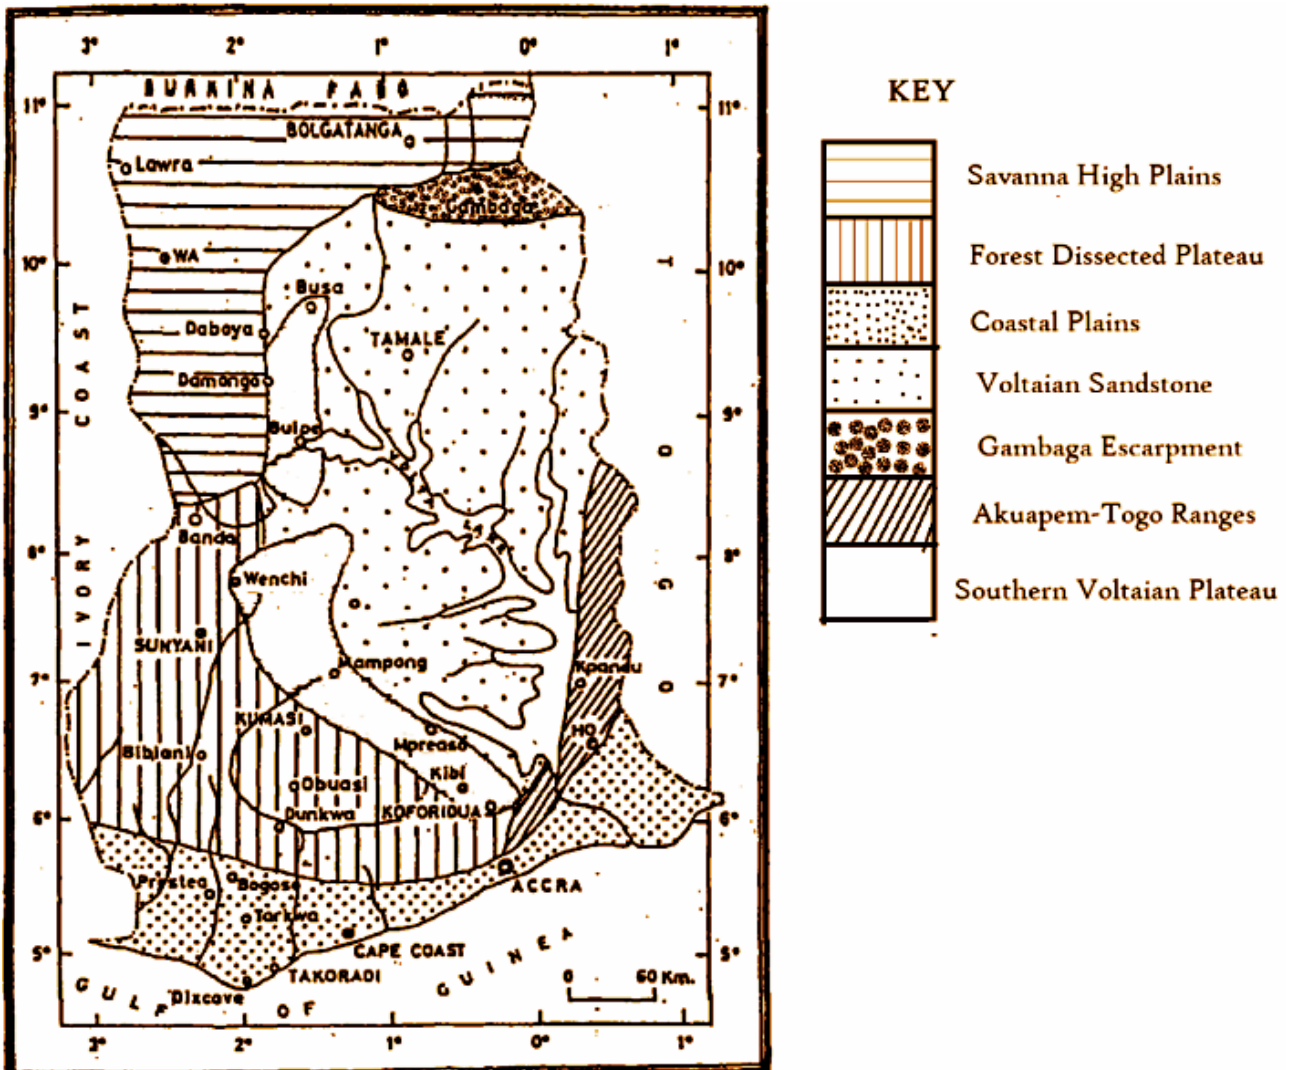 3° 2° 1° 0° 1°
BURKINA FASO
11° 11°
BOLGATANGA
Lawra
Gambaga
WA
10° 10°
Busa
Daboya
TAMALE
Damongo
9° 9°
Bulpe
VOLTA LAKE
Banda
8° 8°
Wenchi
SUNYANI
Mampong
Kpandu
7° 7°
KUMASI
Mpreaso
HO
Bibiani
Kibi
Obuasi
Dunkwa
KOFORIDUA
6° 6°
Prestea
Bogoso
ACCRA
Tarkwa
CAPE COAST
5° 5°
TAKORADI
Dixcove
IVORY COAST
TOGO
GULF OF GUINEA
0 60 Km.
3° 2° 1° 0° 1°
KEY
Savanna High Plains
Forest Dissected Plateau
Coastal Plains
Voltaian Sandstone
Gambaga Escarpment
Akuapem-Togo Ranges
Southern Voltaian Plateau